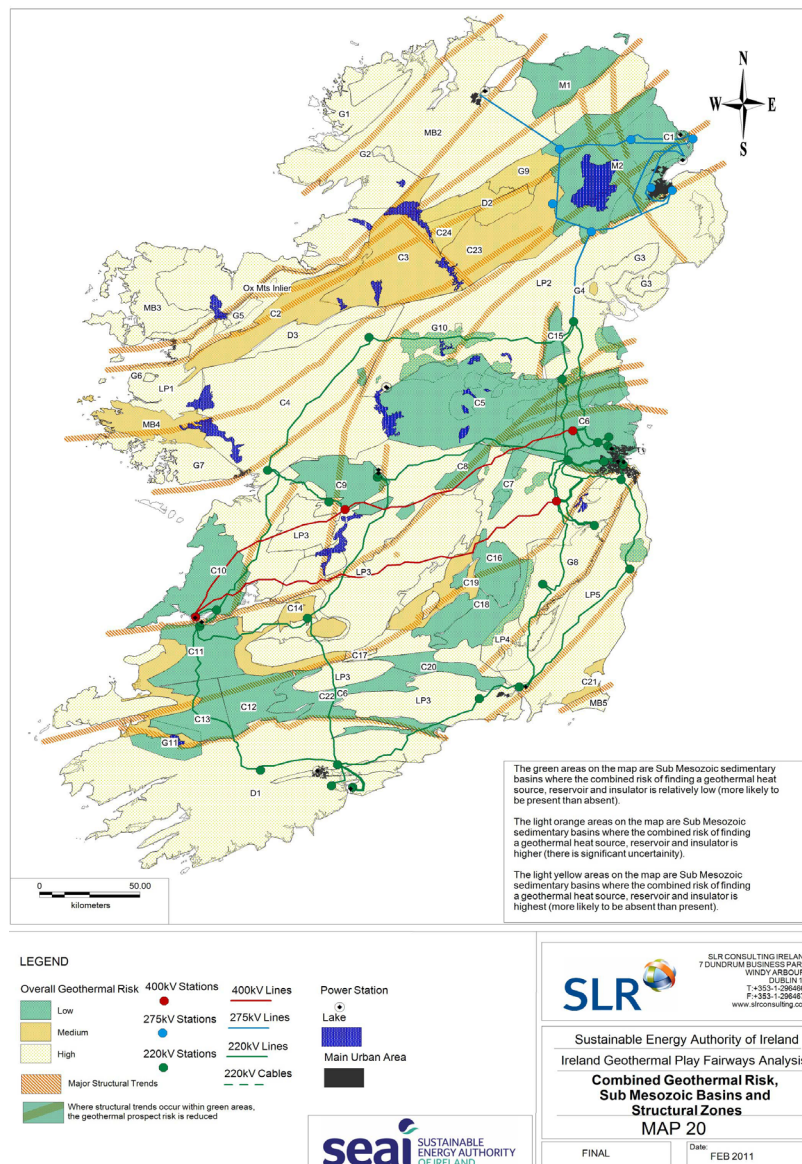 N
W E
S
M1
G1
MB2
C1
G2
M2
G9
D2
C24
C23
C3
G3
G3
Ox Mts Inlier
LP2
G4
MB3
G5
C2
D3
G10
C15
G6
LP1
C4
C5
MB4
C6
G7
C8
C9
C7
LP3
C10
LP3
C16
G8
C19
C14
C18
LP5
LP4
C11
C17
LP3
C20
C6
C22
LP3
C21
C12
MB5
C13
G11
D1
The green areas on the map are Sub Mesozoic sedimentary
basins where the combined risk of finding a geothermal heat
source, reservoir and insulator is relatively low (more likely to
be present than absent).
The light orange areas on the map are Sub Mesozoic
sedimentary basins where the combined risk of finding
a geothermal heat source, reservoir and insulator is
higher (there is significant uncertainity).
The light yellow areas on the map are Sub Mesozoic
sedimentary basins where the combined risk of finding
a geothermal heat source, reservoir and insulator is
highest (more likely to be absent than present).
0 50.00
kilometers
LEGEND
Overall Geothermal Risk
Low
Medium
High
Major Structural Trends
Where structural trends occur within green areas,
the geothermal prospect risk is reduced
400kV Stations
275kV Stations
220kV Stations
400kV Lines
275kV Lines
220kV Lines
220kV Cables
Power Station
Lake
Main Urban Area
SLR
SLR CONSULTING IRELAN
7 DUNDRUM BUSINESS PAR
WINDY ARBOUR
DUBLIN 1
T:+353-1-296466
F:+353-1-296467
www.slrconsulting.co
Sustainable Energy Authority of Ireland
Ireland Geothermal Play Fairways Analysi
Combined Geothermal Risk,
Sub Mesozoic Basins and
Structural Zones
MAP 20
FINAL
Date:
FEB 2011
seai
SUSTAINABLE
ENERGY AUTHORITY
OF IRELAND